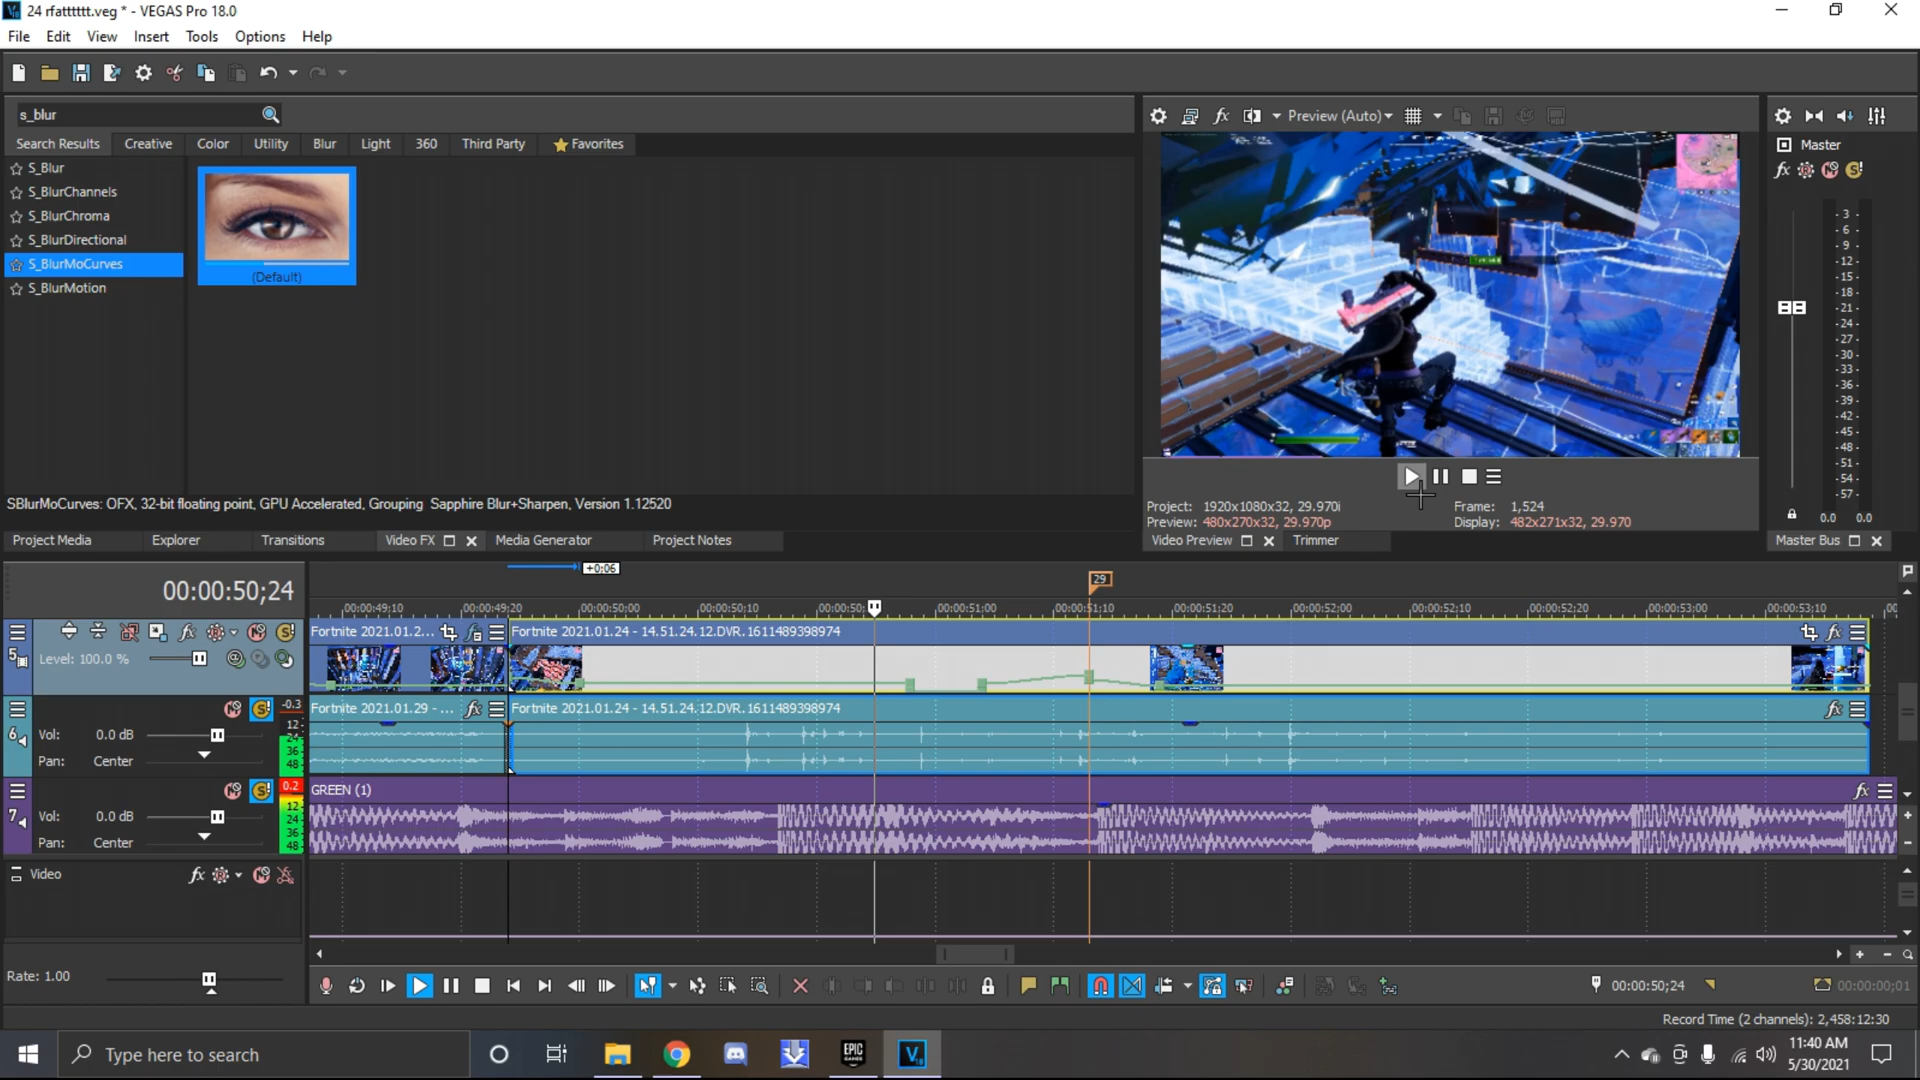 24 rfattttt.veg * - VEGAS Pro 18.0
File Edit View Insert Tools Options Help
s_blur
Preview (Auto)
Search Results Creative Color Utility Blur Light 360 Third Party Favorites
Master
S_Blur
S_BlurChannels
S_BlurChroma
S_BlurDirectional
S_BlurMoCurves
S_BlurMotion
(Default)
- 3 -
- 6 -
- 9 -
-12-
-15-
-18-
-21-
-24-
-27-
-30-
-33-
-36-
-39-
-42-
-45-
-48-
-51-
-54-
-57-
0.0 0.0
SBlurMoCurves: OFX, 32-bit floating point, GPU Accelerated, Grouping Sapphire Blur+Sharpen, Version 1.12520
Project: 1920x1080x32, 29.970i
Frame: 1,524
Preview: 480x270x32, 29.970p
Display: 482x271x32, 29.970
Project Media Explorer Transitions Video FX Media Generator Project Notes
Video Preview Trimmer
Master Bus
+0:06
00:00:50;24
29
00:00:49;10 00:00:49;20 00:00:50;00 00:00:50;10 00:00:50; 00:00:51;00 00:00:51;10 00:00:51;20 00:00:52;00 00:00:52;10 00:00:52;20 00:00:53;00 00:00:53;10 00
5 Level: 100.0 %
Fortnite 2021.01.2... Fortnite 2021.01.24 - 14.51.24.12.DVR.1611489398974
Fortnite 2021.01.29 - ... Fortnite 2021.01.24 - 14.51.24.12.DVR.1611489398974
-0.3
12-
24-
36-
48-
6 Vol: 0.0 dB
Pan: Center
GREEN (1)
0.2
12-
24-
36-
48-
7 Vol: 0.0 dB
Pan: Center
Video
Rate: 1.00
00:00:50;24
00:00:00;01
Record Time (2 channels): 2,458:12:30
Type here to search
EPIC GAMES
V 18
11:40 AM
5/30/2021